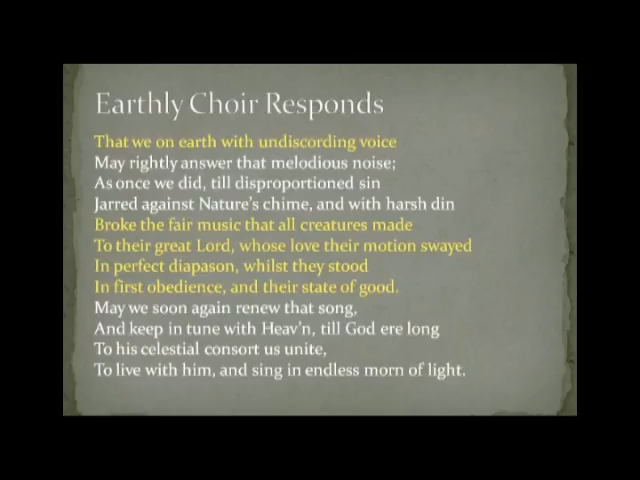 Earthly Choir Responds
That we on earth with undiscording voice
May rightly answer that melodious noise;
As once we did, till disproportioned sin
Jarred against Nature's chime, and with harsh din
Broke the fair music that all creatures made
To their great Lord, whose love their motion swayed
In perfect diapason, whilst they stood
In first obedience, and their state of good.
May we soon again renew that song,
And keep in tune with Heav'n, till God ere long
To his celestial consort us unite,
To live with him, and sing in endless morn of light.